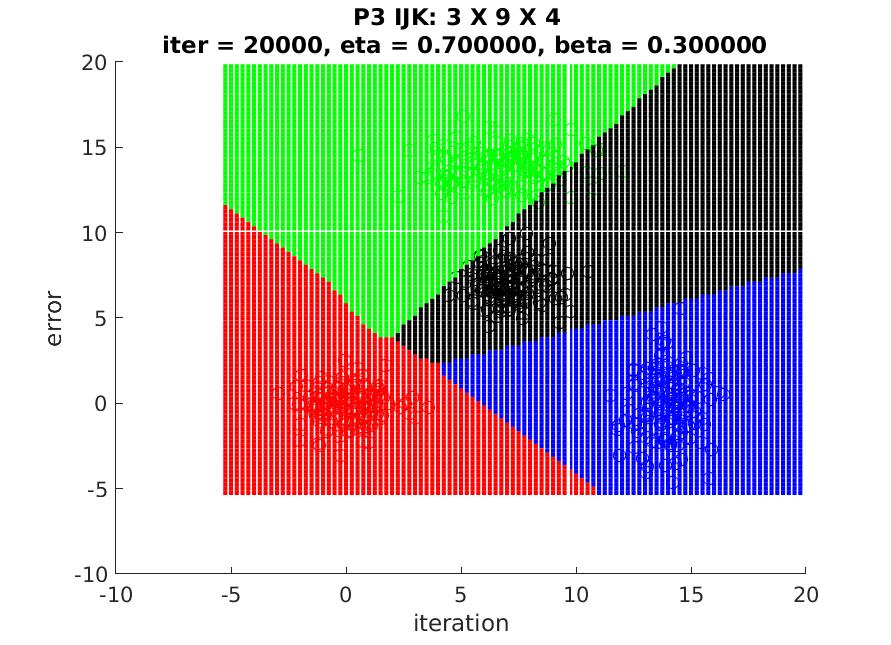 P3 IJK: 3 X 9 X 4
iter = 20000, eta = 0.700000, beta = 0.300000
20
15
10
5
0
-5
-10
error
-10 -5 0 5 10 15 20
iteration